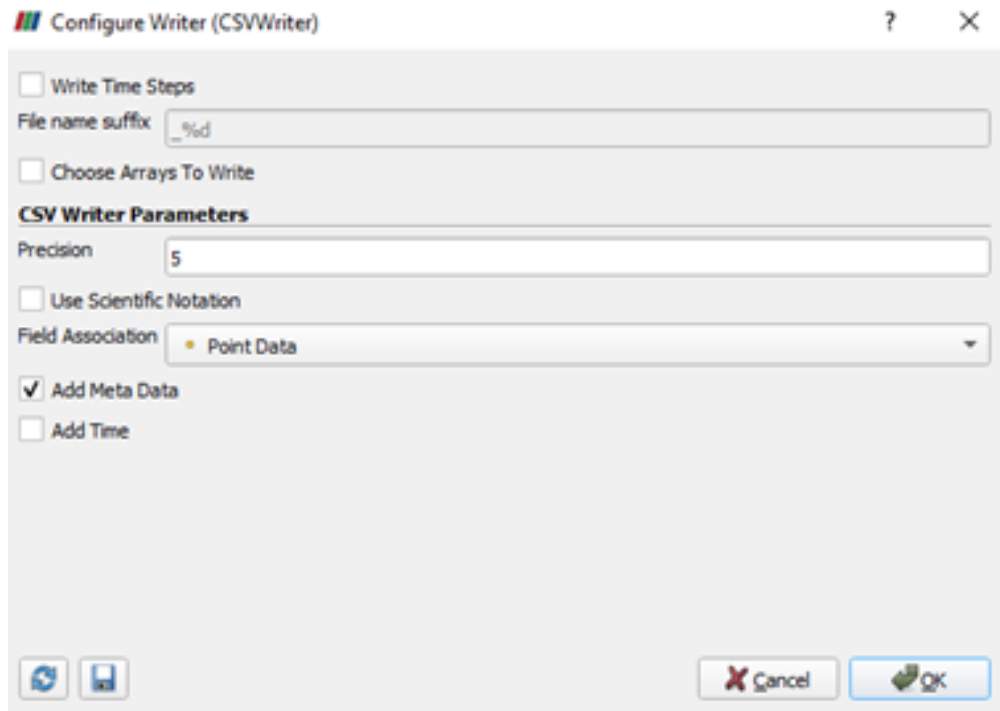 Configure Writer (CSVWriter) ? ×
Write Time Steps
File name suffix _%d
Choose Arrays To Write
CSV Writer Parameters
Precision 5
Use Scientific Notation
Field Association Point Data
Add Meta Data
Add Time
Cancel OK